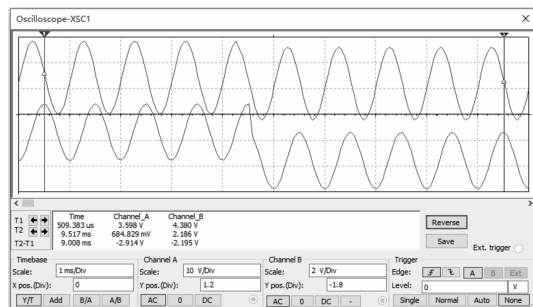 Oscilloscope-XSC1
T1 Time Channel_A Channel_B
509.383 us 3.598 V 4.380 V
T2 9.517 ms 684.829 mV 2.186 V
T2-T1 9.008 ms -2.914 V -2.195 V
Reverse
Save
Ext. trigger
Timebase Channel A Channel B Trigger
Scale: 1 ms/Div Scale: 10 V/Div Scale: 2 V/Div Edge: A B Ext
X pos.(Div): 0 Y pos.(Div): 1.2 Y pos.(Div): -1.8 Level: 0 V
Y/T Add B/A A/B AC 0 DC AC 0 DC - Single Normal Auto None